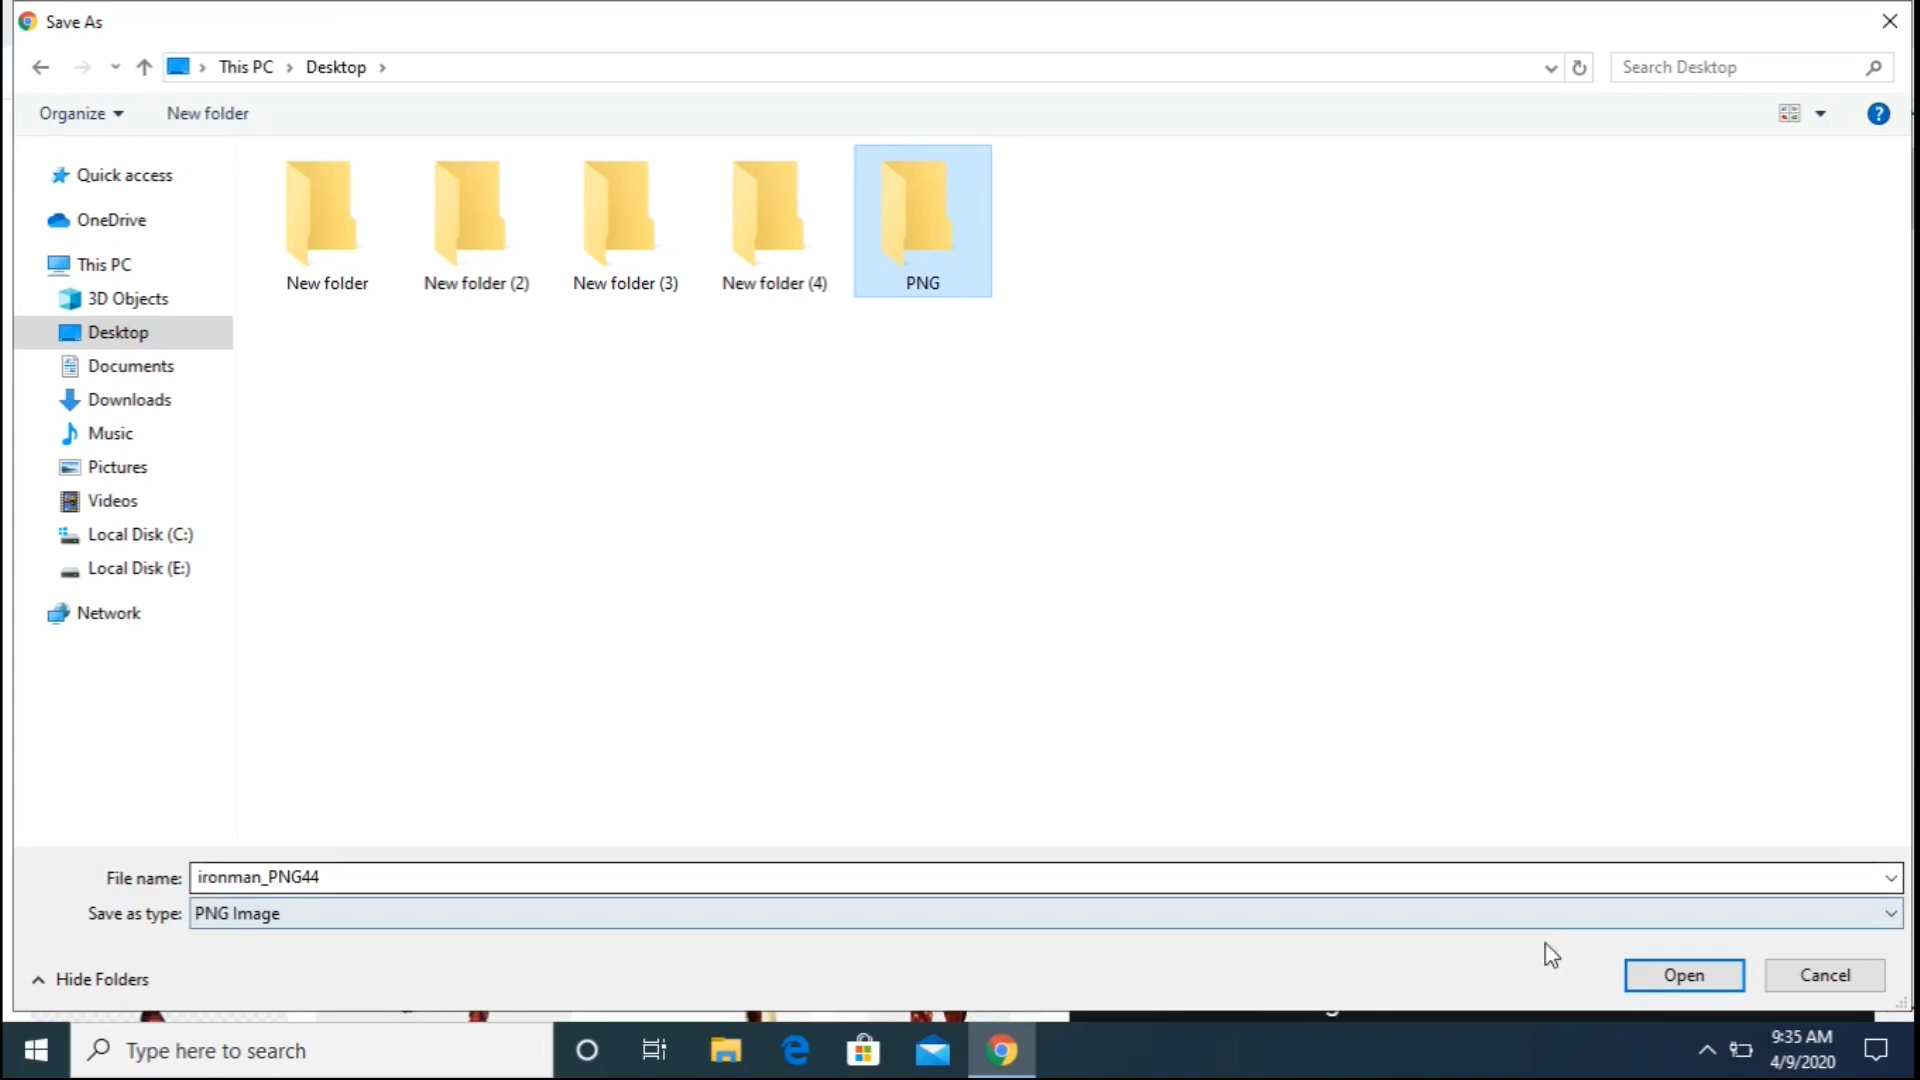 Save As
This PC
Desktop
Search Desktop
Organize
New folder
?
Quick access
OneDrive
This PC
3D Objects
Desktop
Documents
Downloads
Music
Pictures
Videos
Local Disk (C:)
Local Disk (E:)
Network
New folder
New folder (2)
New folder (3)
New folder (4)
PNG
File name: ironman_PNG44
Save as type: PNG Image
Hide Folders
Open
Cancel
Type here to search
9:35 AM
4/9/2020